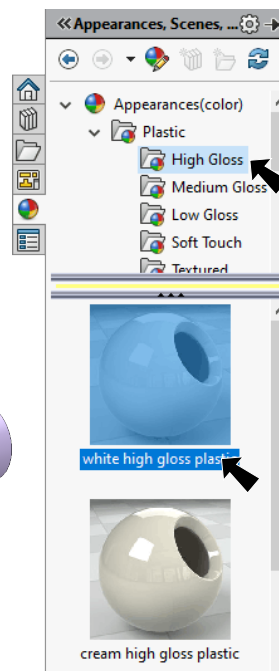 Appearances, Scenes, ...
Appearances(color)
Plastic
High Gloss
Medium Gloss
Low Gloss
Soft Touch
Textured
white high gloss plastic
cream high gloss plastic